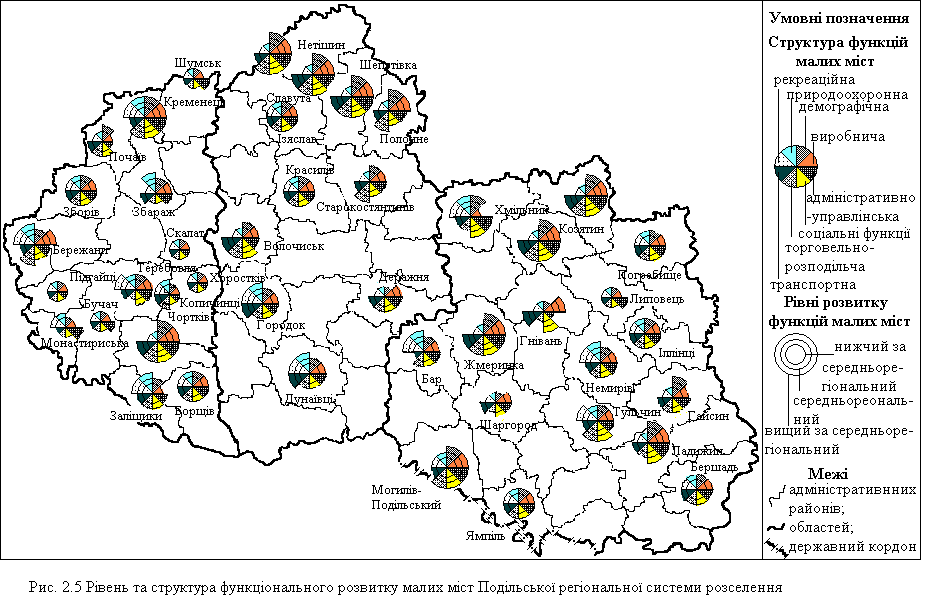 Нетішин
Шепетівка
Шумськ
Кременець
Славута
Ізяслав
Полонне
Почаїв
Красилів
Старокостянтинів
Зборів
Збараж
Хмільник
Козятин
Скалат
Бережани
Волочиськ
Погребище
Підгайці
Теребовля
Хоростків
Деражня
Липовець
Бучач
Копичинці
Чортків
Городок
Монастириська
Гнівань
Іллінці
Жмеринка
Бар
Немирів
Дунаївці
Заліщики
Борщів
Шаргород
Тульчин
Гайсин
Ладижин
Бершадь
Могилів-
Подільський
Ямпіль
Умовні позначення
Структура функцій
малих міст
рекреаційна
природоохоронна
демографічна
виробнича
адміністративно
-управлінська
соціальні функції
торговельно-
розподільча
транспортна
Рівні розвитку
функцій малих міст
нижчий за
середньоре-
гіональний
середньореональ-
ний
вищий за середньоре-
гіональний
Межі
адміністративнних
районів;
областей;
державний кордон
Рис. 2.5 Рівень та структура функціонального розвитку малих міст Подільської регіональної системи розселення